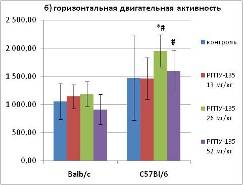 б) горизонтальная двигательная активность
2 500,00
2 000,00
1 500,00
1 000,00
500,00
0,00
*#
#
Balb/c
C57Bl/6
контроль
РГПУ-135
13 мг/кг
РГПУ-135
26 мг/кг
РГПУ-135
52 мг/кг